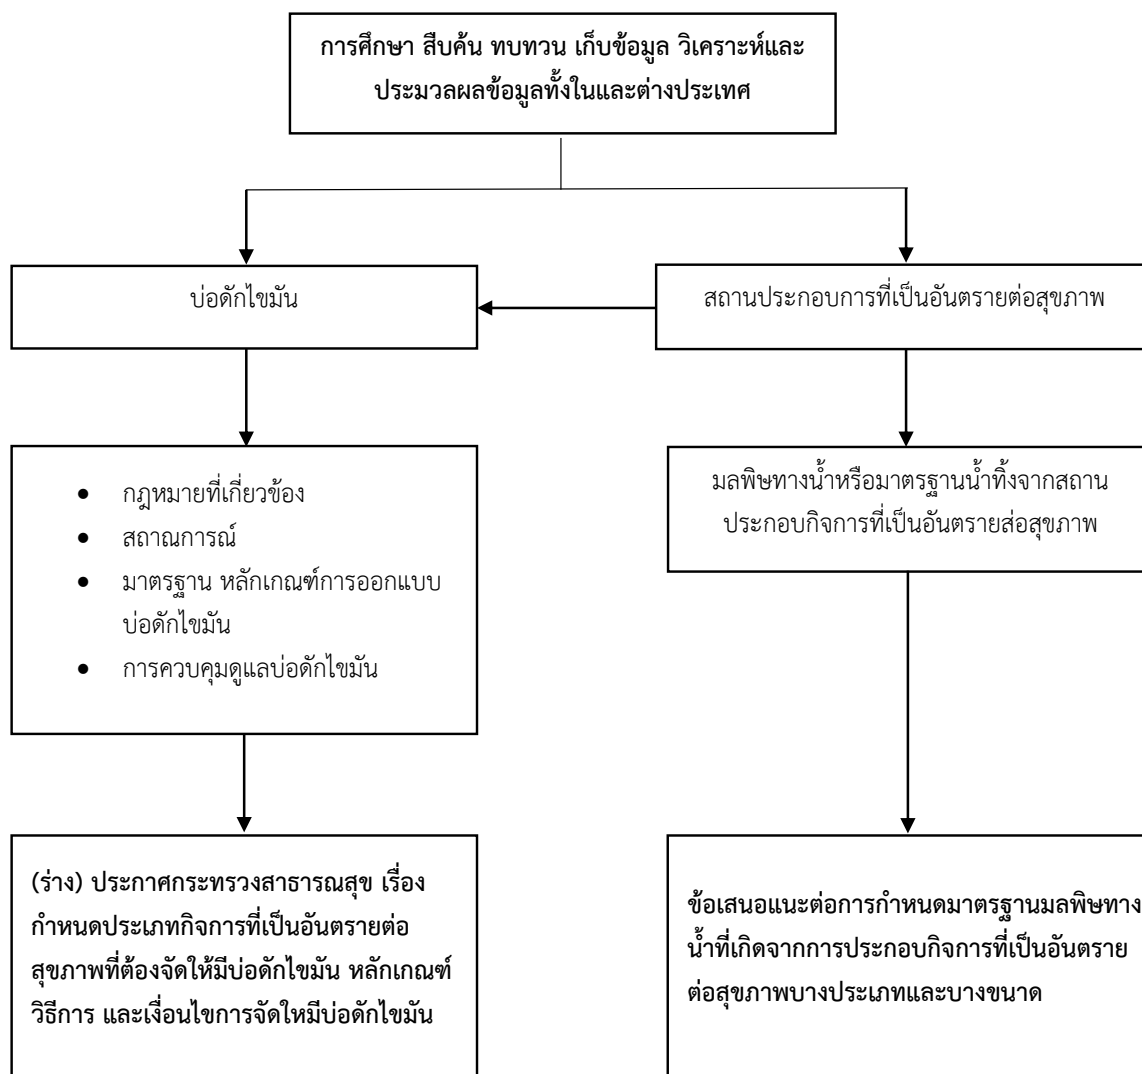 การศึกษา สืบค้น ทบทวน เก็บข้อมูล วิเคราะห์และ
ประมวลผลข้อมูลทั้งในและต่างประเทศ
บ่อดักไขมัน
สถานประกอบการที่เป็นอันตรายต่อสุขภาพ
• กฎหมายที่เกี่ยวข้อง
• สถาณการณ์
• มาตรฐาน หลักเกณฑ์การออกแบบ
บ่อดักไขมัน
• การควบคุมดูแลบ่อดักไขมัน
มลพิษทางน้ำหรือมาตรฐานน้ำทิ้งจากสถาน
ประกอบกิจการที่เป็นอันตรายส่อสุขภาพ
(ร่าง) ประกาศกระทรวงสาธารณสุข เรื่อง
กำหนดประเภทกิจการที่เป็นอันตรายต่อ
สุขภาพที่ต้องจัดให้มีบ่อดักไขมัน หลักเกณฑ์
วิธีการ และเงื่อนไขการจัดใหมีบ่อดักไขมัน
ข้อเสนอแนะต่อการกำหนดมาตรฐานมลพิษทาง
น้ำที่เกิดจากการประกอบกิจการที่เป็นอันตราย
ต่อสุขภาพบางประเภทและบางขนาด